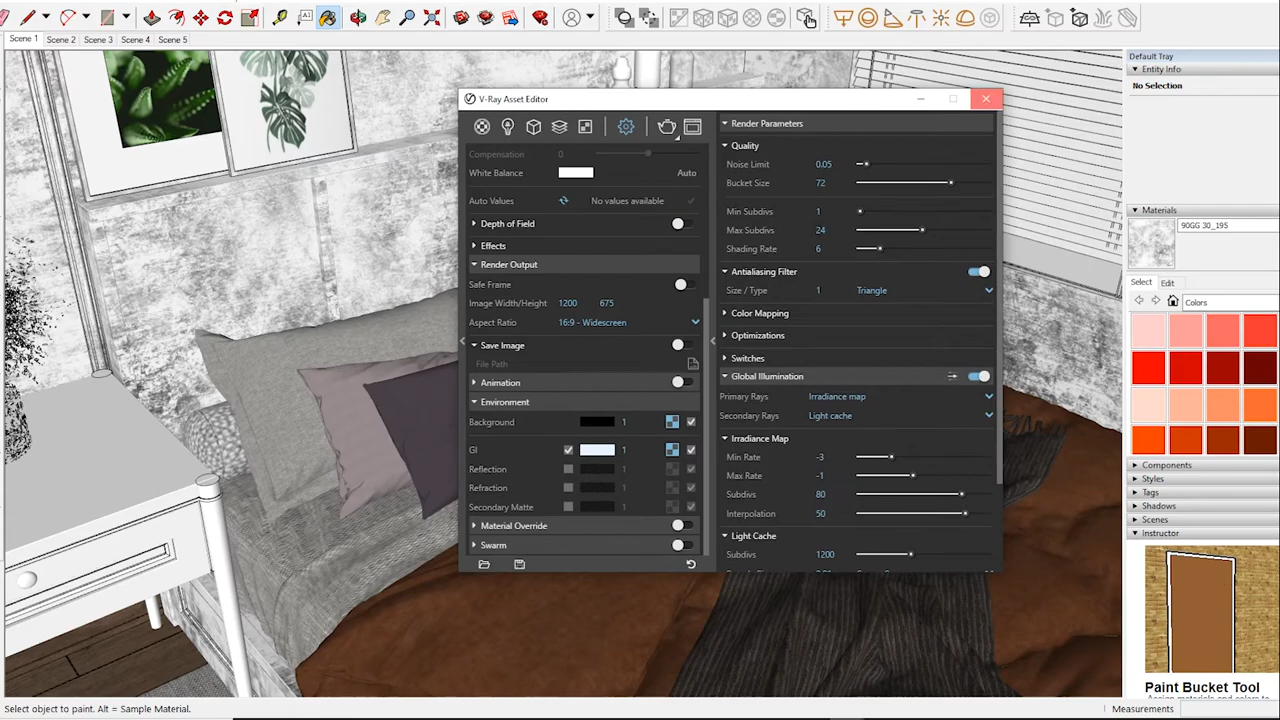 Scene 1
Scene 2
Scene 3
Scene 4
Scene 5
V-Ray Asset Editor
Compensation 0
White Balance Auto
Auto Values No values available
Depth of Field
Effects
Render Output
Safe Frame
Image Width/Height 1200 675
Aspect Ratio 16:9 - Widescreen
Save Image
File Path
Animation
Environment
Background 1
GI 1
Reflection 1
Refraction 1
Secondary Matte 1
Material Override
Swarm
Render Parameters
Quality
Noise Limit 0.05
Bucket Size 72
Min Subdivs 1
Max Subdivs 24
Shading Rate 6
Antialiasing Filter
Size / Type 1 Triangle
Color Mapping
Optimizations
Switches
Global Illumination
Primary Rays Irradiance map
Secondary Rays Light cache
Irradiance Map
Min Rate -3
Max Rate -1
Subdivs 80
Interpolation 50
Light Cache
Subdivs 1200
Default Tray
Entity Info
No Selection
Materials
90GG 30_195
Select Edit
Colors
Components
Styles
Tags
Shadows
Scenes
Instructor
Paint Bucket Tool
Select object to paint. Alt = Sample Material.
Measurements